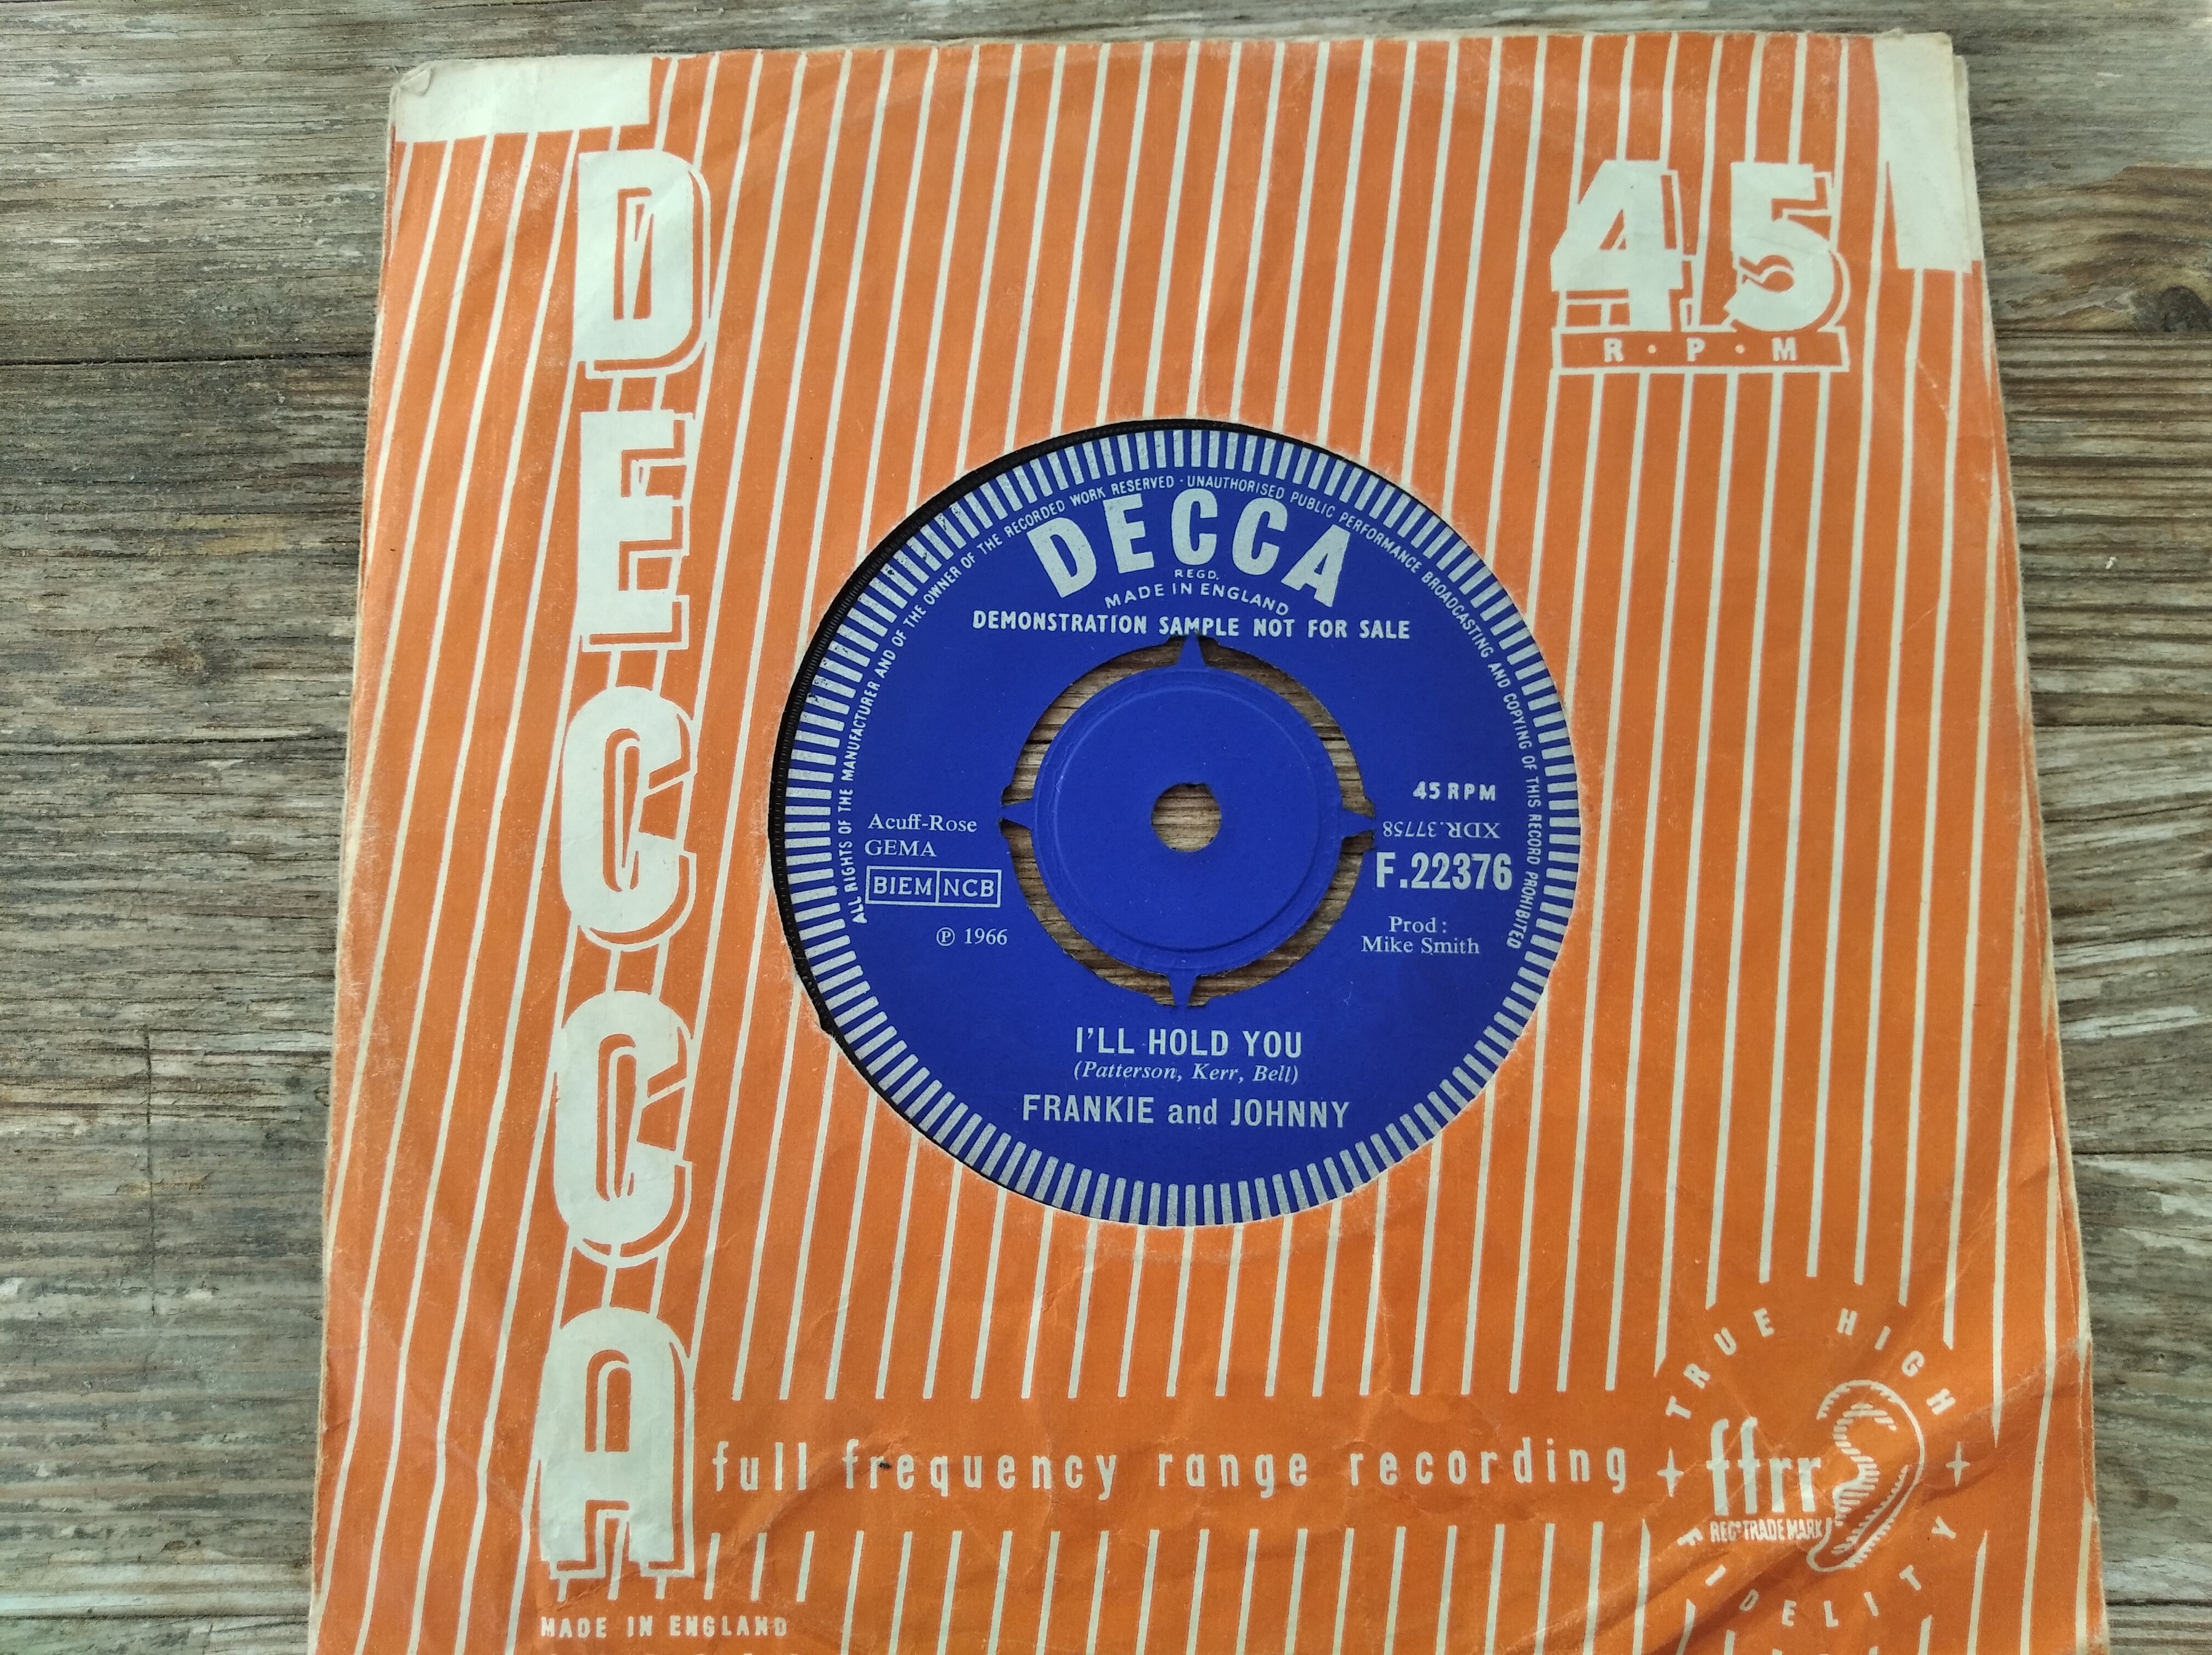 DECCA
45
R·P·M
ALL RIGHTS OF THE MANUFACTURER AND OF THE OWNER OF THE RECORDED WORK RESERVED · UNAUTHORISED PUBLIC PERFORMANCE BROADCASTING AND COPYING OF THIS RECORD PROHIBITED
DECCA
REGD.
MADE IN ENGLAND
DEMONSTRATION SAMPLE NOT FOR SALE
45 RPM
Acuff-Rose
GEMA
BIEM NCB
℗ 1966
XDR.37758
F.22376
Prod:
Mike Smith
I'LL HOLD YOU
(Patterson, Kerr, Bell)
FRANKIE and JOHNNY
full frequency range recording
TRUE HIGH
ffrr
REGD TRADE MARK
FIDELITY
MADE IN ENGLAND